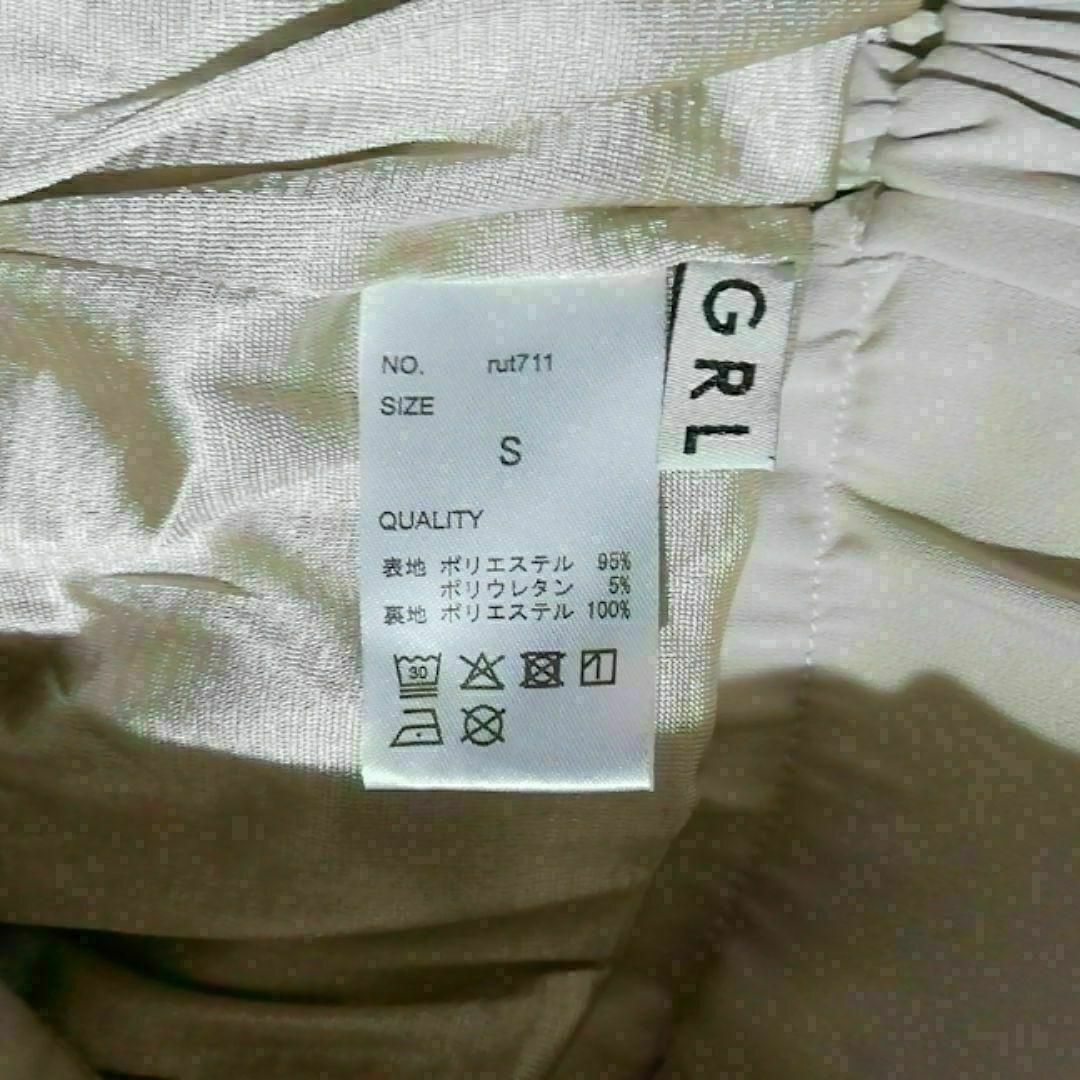 NO. rut711
SIZE
S
QUALITY
表地 ポリエステル 95%
ポリウレタン 5%
裏地 ポリエステル 100%
30
GRL